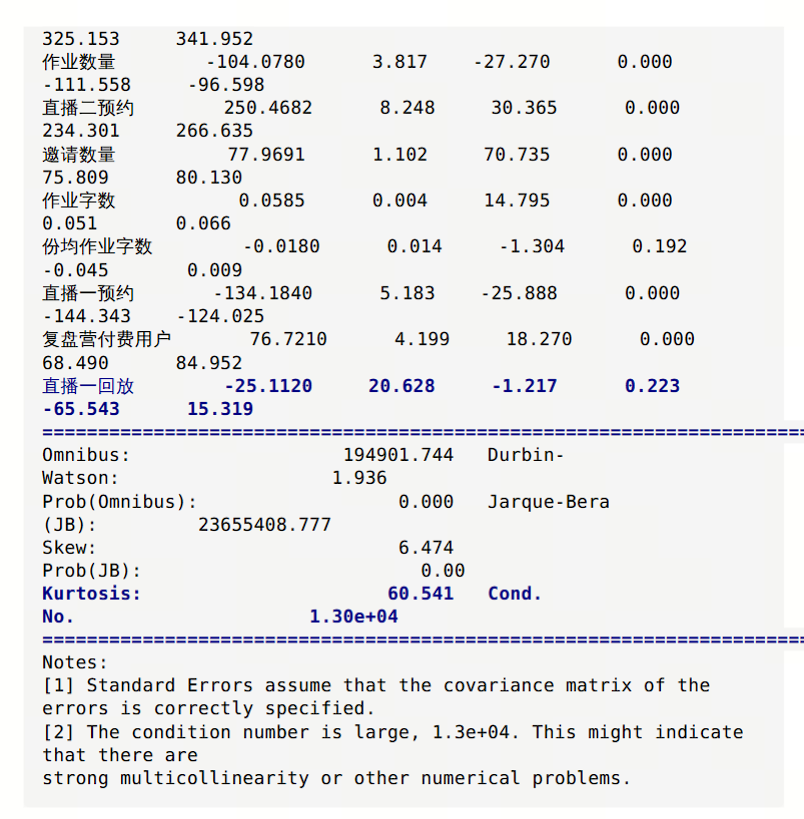 325.153     341.952
作业数量        -104.0780      3.817    -27.270      0.000
-111.558     -96.598
直播二预约        250.4682      8.248     30.365      0.000
234.301     266.635
邀请数量          77.9691      1.102     70.735      0.000
75.809      80.130
作业字数           0.0585      0.004     14.795      0.000
0.051       0.066
份均作业字数        -0.0180      0.014     -1.304      0.192
-0.045       0.009
直播一预约       -134.1840      5.183    -25.888      0.000
-144.343    -124.025
复盘营付费用户       76.7210      4.199     18.270      0.000
68.490      84.952
直播一回放        -25.1120     20.628     -1.217      0.223
-65.543      15.319
==============================================================================
Omnibus:                   194901.744   Durbin-
Watson:                   1.936
Prob(Omnibus):                  0.000   Jarque-Bera
(JB):         23655408.777
Skew:                           6.474
Prob(JB):                         0.00
Kurtosis:                      60.541   Cond.
No.                     1.30e+04
==============================================================================
Notes:
[1] Standard Errors assume that the covariance matrix of the
errors is correctly specified.
[2] The condition number is large, 1.3e+04. This might indicate
that there are
strong multicollinearity or other numerical problems.